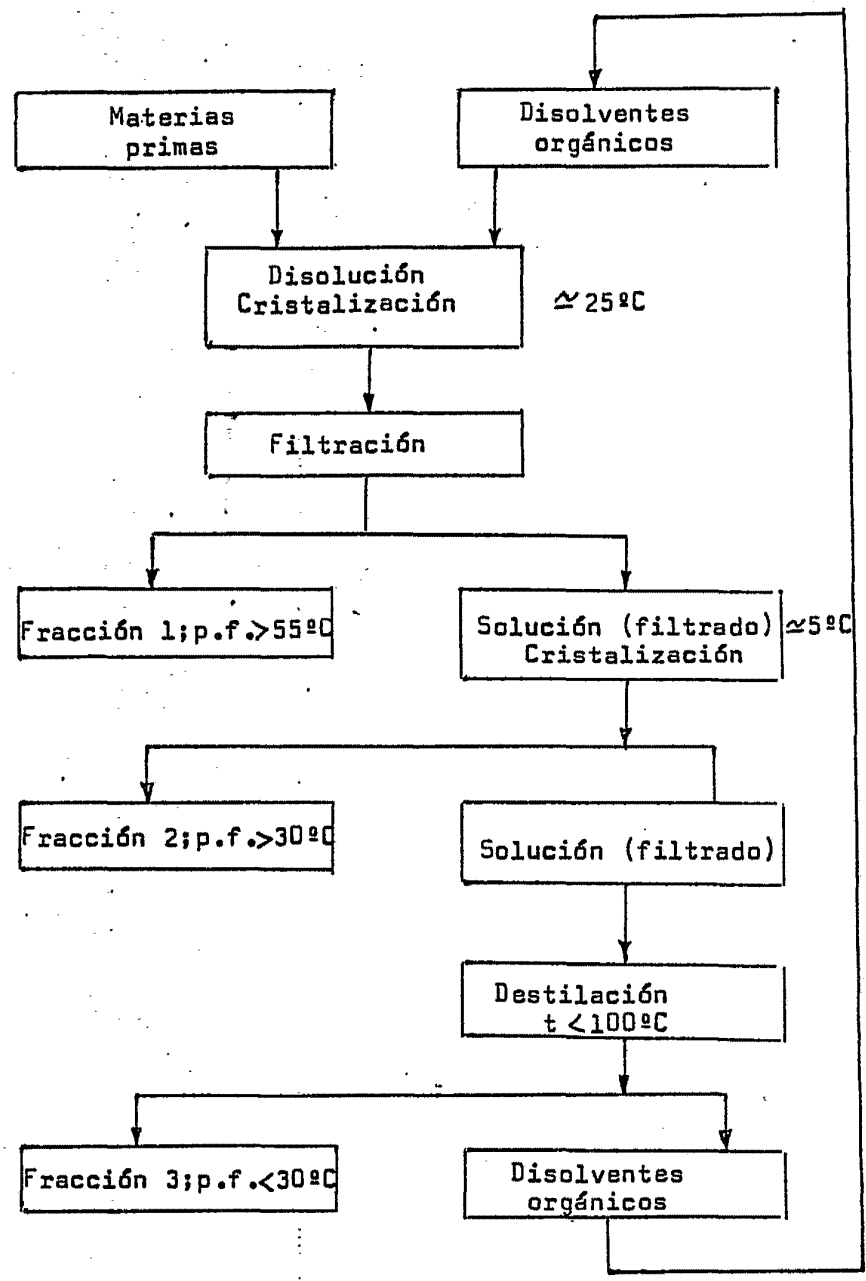 Materias
primas
Disolventes
orgánicos
Disolución
Cristalización
≃25ºC
Filtración
Fracción 1;p.f.>55ºC
Solución (filtrado)
Cristalización
≃5ºC
Fracción 2;p.f.>30ºC
Solución (filtrado)
Destilación
t <100ºC
Fracción 3;p.f.<30ºC
Disolventes
orgánicos